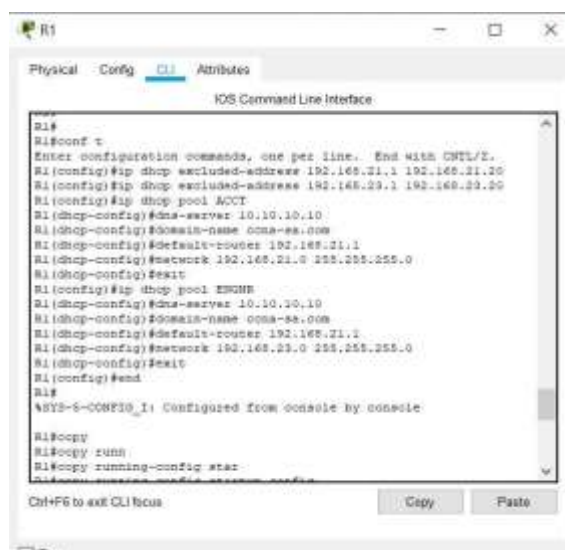 R1
Physical Config CLI Attributes
IOS Command Line Interface
R1#
R1#conf t
Enter configuration commands, one per line. End with CNTL/Z.
R1(config)#ip dhcp excluded-address 192.168.21.1 192.168.21.20
R1(config)#ip dhcp excluded-address 192.168.23.1 192.168.23.20
R1(config)#ip dhcp pool ACCT
R1(dhcp-config)#dns-server 10.10.10.10
R1(dhcp-config)#domain-name ccna-sa.com
R1(dhcp-config)#default-router 192.168.21.1
R1(dhcp-config)#network 192.168.21.0 255.255.255.0
R1(dhcp-config)#exit
R1(config)#ip dhcp pool ENGNR
R1(dhcp-config)#dns-server 10.10.10.10
R1(dhcp-config)#domain-name ccna-sa.com
R1(dhcp-config)#default-router 192.168.21.1
R1(dhcp-config)#network 192.168.23.0 255.255.255.0
R1(dhcp-config)#exit
R1(config)#end
R1#
%SYS-5-CONFIG_I: Configured from console by console
R1#copy
R1#copy runn
R1#copy running-config star
Ctrl+F6 to exit CLI focus
Copy Paste